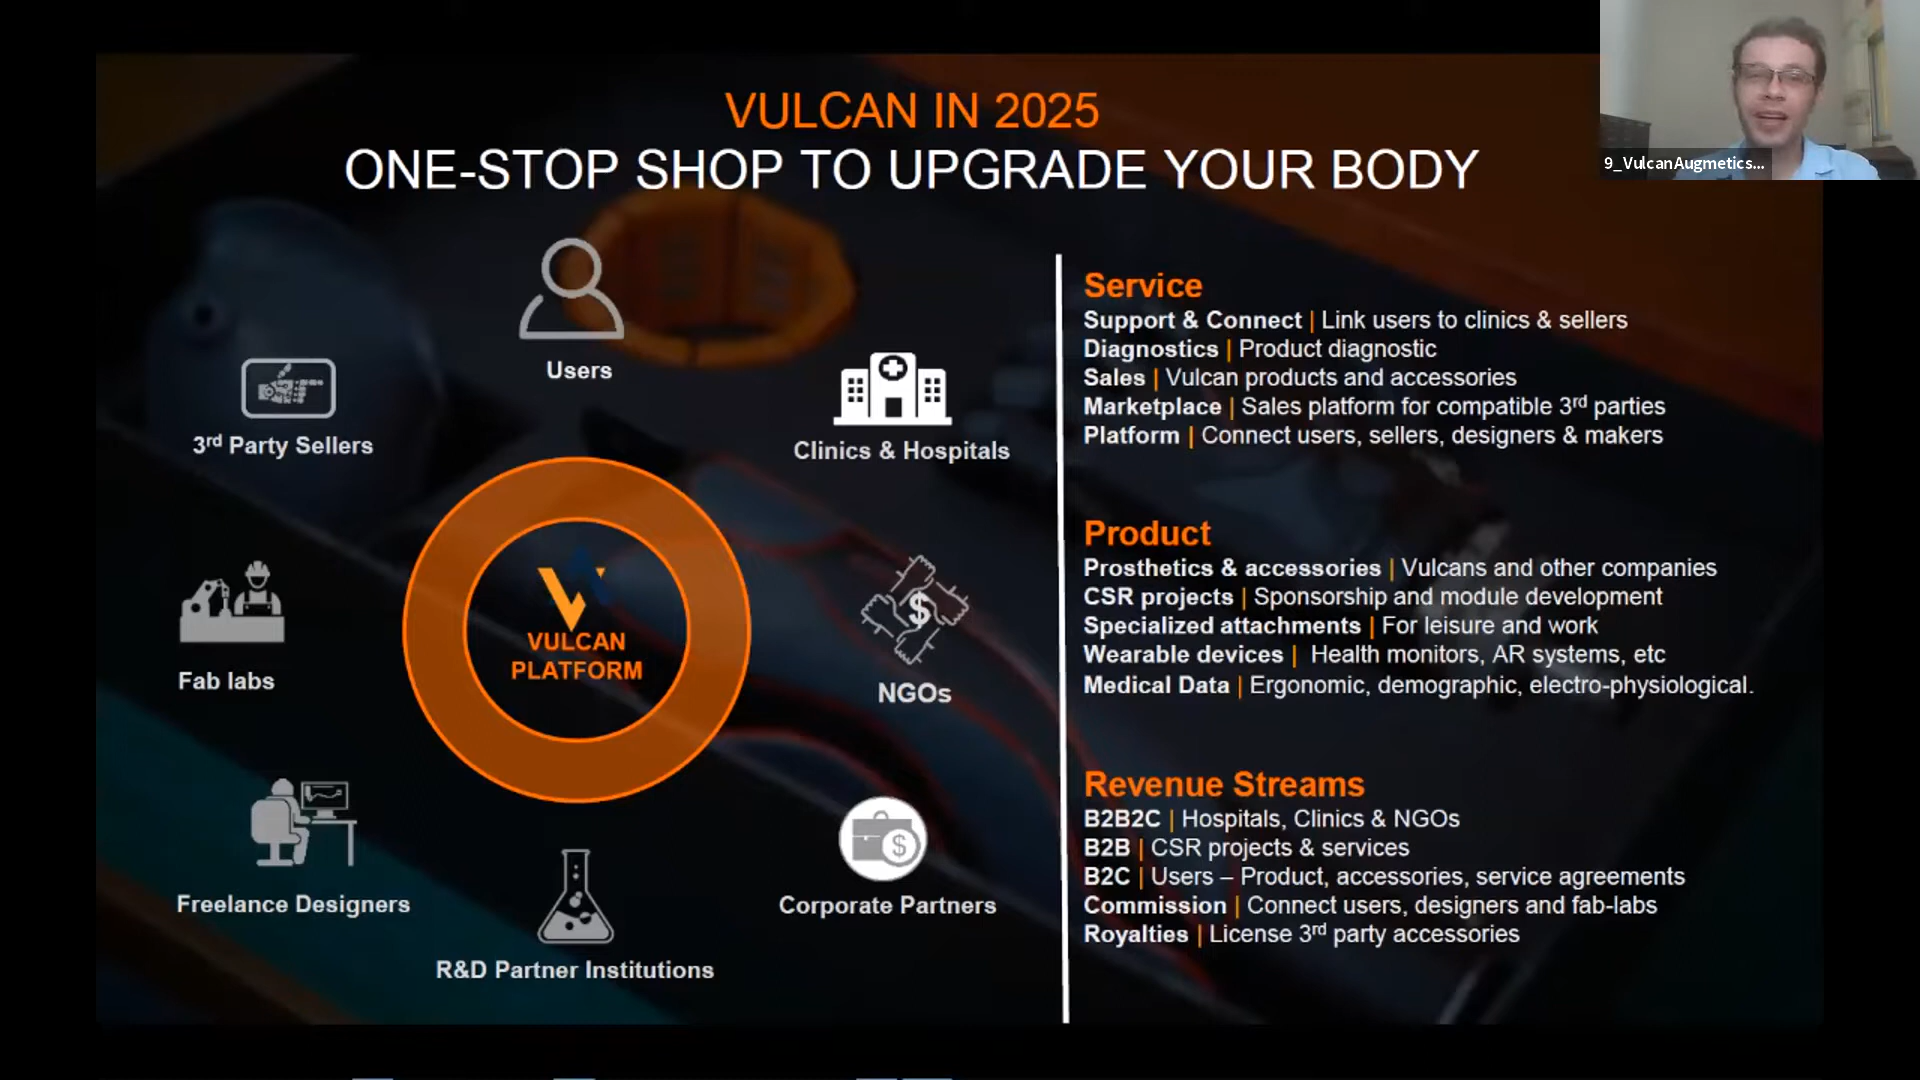 VULCAN IN 2025
ONE-STOP SHOP TO UPGRADE YOUR BODY
9_VulcanAugmetics...
Users
3rd Party Sellers
Clinics & Hospitals
VULCAN
PLATFORM
Fab labs
$
NGOs
Freelance Designers
$
Corporate Partners
R&D Partner Institutions
Service
Support & Connect | Link users to clinics & sellers
Diagnostics | Product diagnostic
Sales | Vulcan products and accessories
Marketplace | Sales platform for compatible 3rd parties
Platform | Connect users, sellers, designers & makers
Product
Prosthetics & accessories | Vulcans and other companies
CSR projects | Sponsorship and module development
Specialized attachments | For leisure and work
Wearable devices | Health monitors, AR systems, etc
Medical Data | Ergonomic, demographic, electro-physiological.
Revenue Streams
B2B2C | Hospitals, Clinics & NGOs
B2B | CSR projects & services
B2C | Users – Product, accessories, service agreements
Commission | Connect users, designers and fab-labs
Royalties | License 3rd party accessories